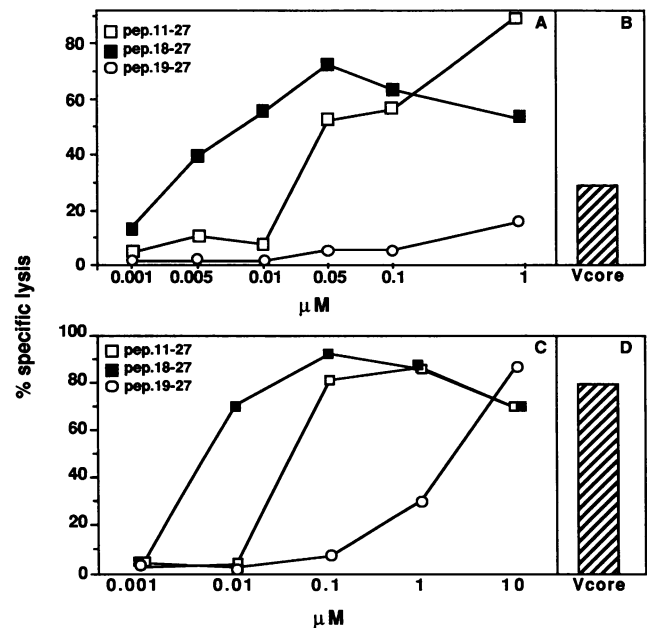 % specific lysis
80
60
40
20
0
pep.11-27
pep.18-27
pep.19-27
A
B
0.001 0.005 0.01 0.05 0.1 1
Vcore
μM
100
80
60
40
20
0
pep.11-27
pep.18-27
pep.19-27
C
D
0.001 0.01 0.1 1 10
Vcore
μM